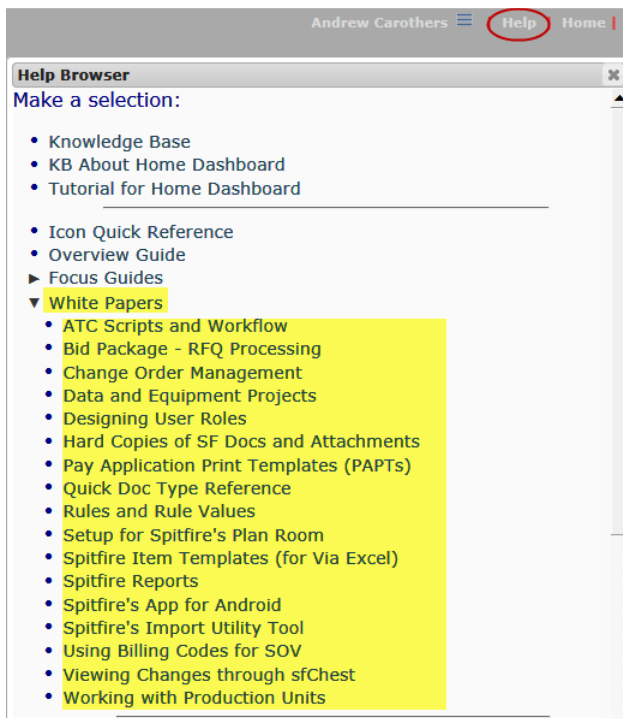 Andrew Carothers | Help | Home |
Help Browser
Make a selection:
Knowledge Base
KB About Home Dashboard
Tutorial for Home Dashboard
Icon Quick Reference
Overview Guide
Focus Guides
White Papers
ATC Scripts and Workflow
Bid Package - RFQ Processing
Change Order Management
Data and Equipment Projects
Designing User Roles
Hard Copies of SF Docs and Attachments
Pay Application Print Templates (PAPTs)
Quick Doc Type Reference
Rules and Rule Values
Setup for Spitfire's Plan Room
Spitfire Item Templates (for Via Excel)
Spitfire Reports
Spitfire's App for Android
Spitfire's Import Utility Tool
Using Billing Codes for SOV
Viewing Changes through sfChest
Working with Production Units